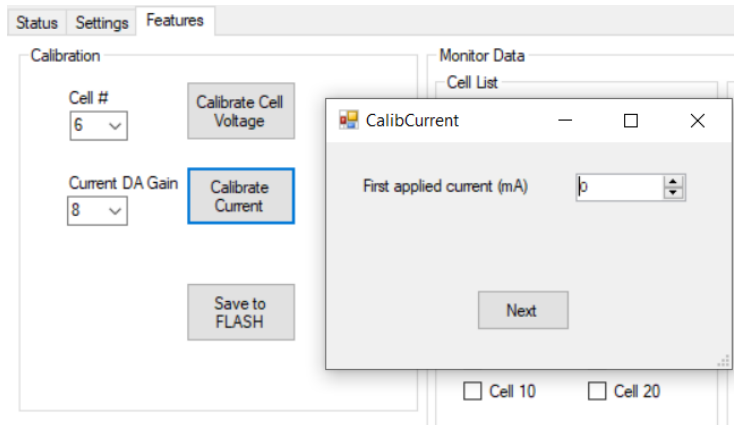 Status Settings Features
Calibration
Cell #
6
Calibrate Cell
Voltage
Current DA Gain
8
Calibrate
Current
Save to
FLASH
Monitor Data
Cell List
CalibCurrent
First applied current (mA)
0
Next
Cell 10 Cell 20